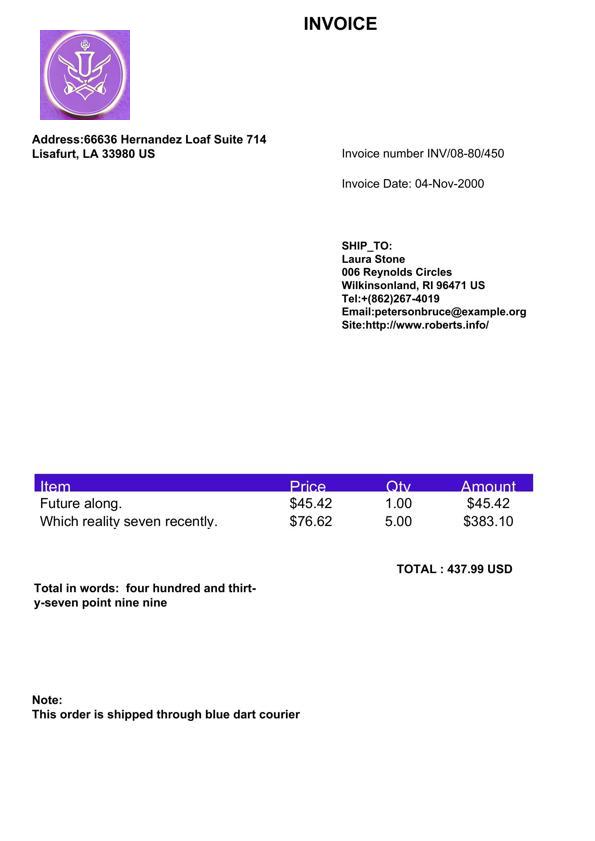 INVOICE
Address:66636 Hernandez Loaf Suite 714
Lisafurt, LA 33980 US
Invoice number INV/08-80/450
Invoice Date: 04-Nov-2000
SHIP_TO:
Laura Stone
006 Reynolds Circles
Wilkinsonland, RI 96471 US
Tel:+(862)267-4019
Email:petersonbruce@example.org
Site:http://www.roberts.info/
Item Price Qty Amount
Future along. $45.42 1.00 $45.42
Which reality seven recently. $76.62 5.00 $383.10
TOTAL : 437.99 USD
Total in words:  four hundred and thirt-
y-seven point nine nine
Note:
This order is shipped through blue dart courier